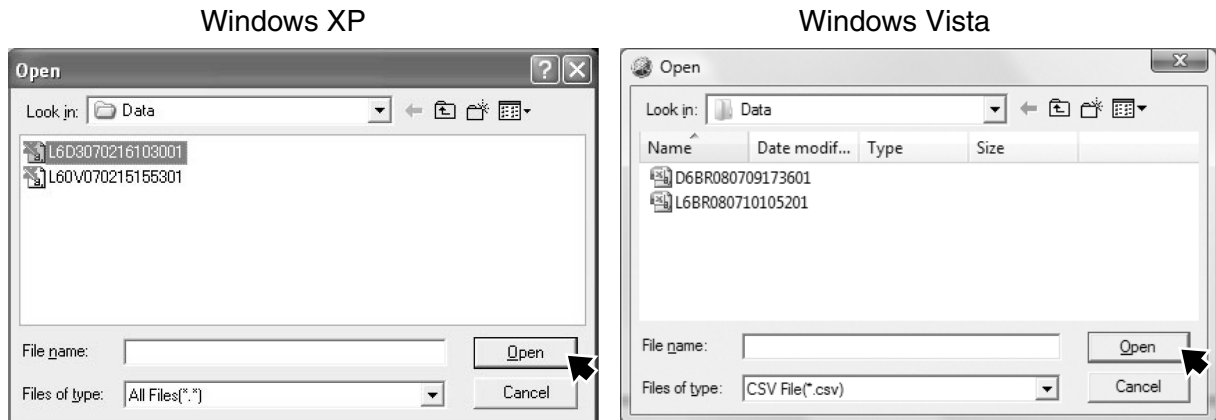 Windows XP
Open
Look in: Data
L6D3070216103001
L60V070215155301
File name:
Open
Files of type: All Files(*.*)
Cancel
Windows Vista
Open
Look in: Data
Name Date modif... Type Size
D6BR080709173601
L6BR080710105201
File name:
Open
Files of type: CSV File(*.csv)
Cancel